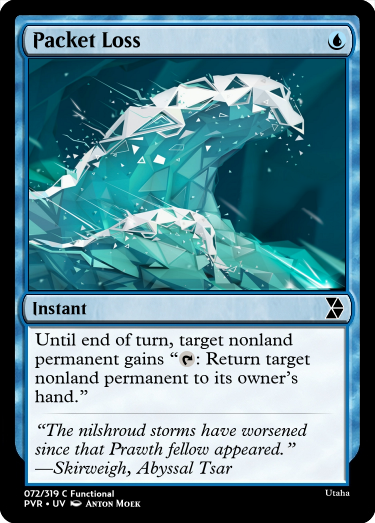 Packet Loss
Instant
Until end of turn, target nonland
permanent gains “: Return target
nonland permanent to its owner’s
hand.”
“The nilshroud storms have worsened
since that Prawth fellow appeared.”
—Skirweigh, Abyssal Tsar
072/319 C Functional
PVR • UV Anton Moek
Utaha